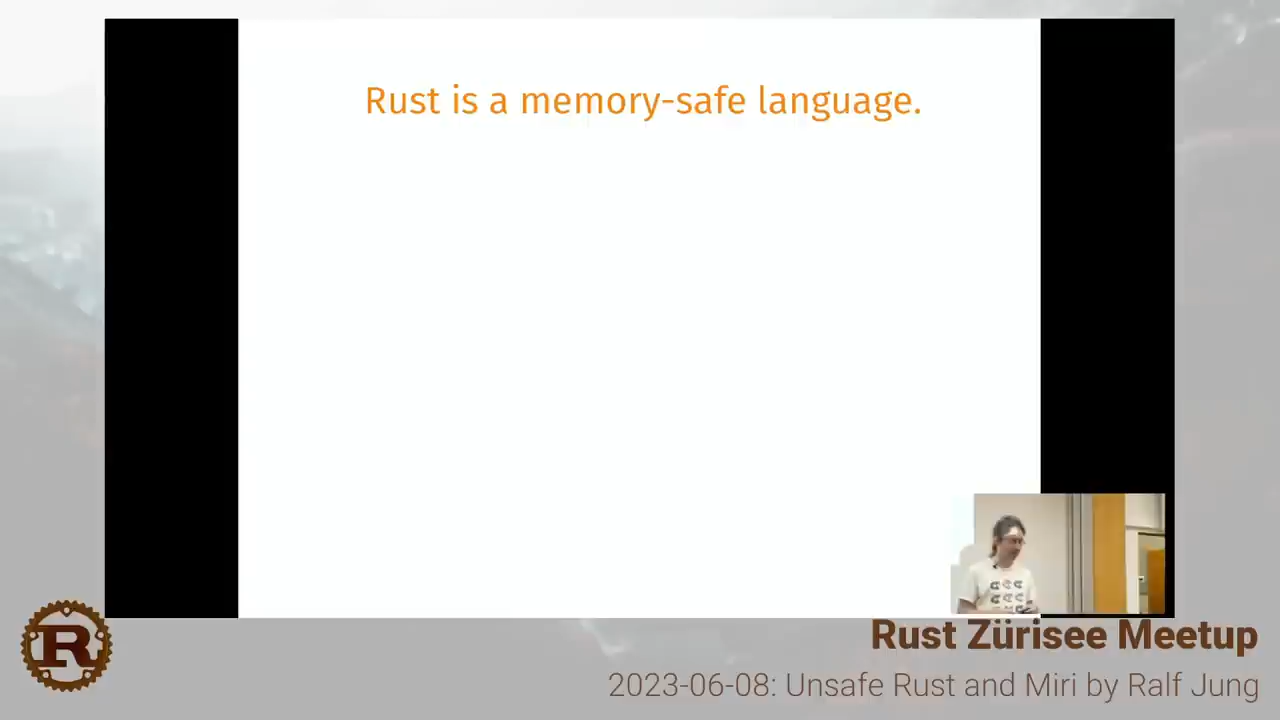 Rust is a memory-safe language.
R
Rust Zürisee Meetup
2023-06-08: Unsafe Rust and Miri by Ralf Jung